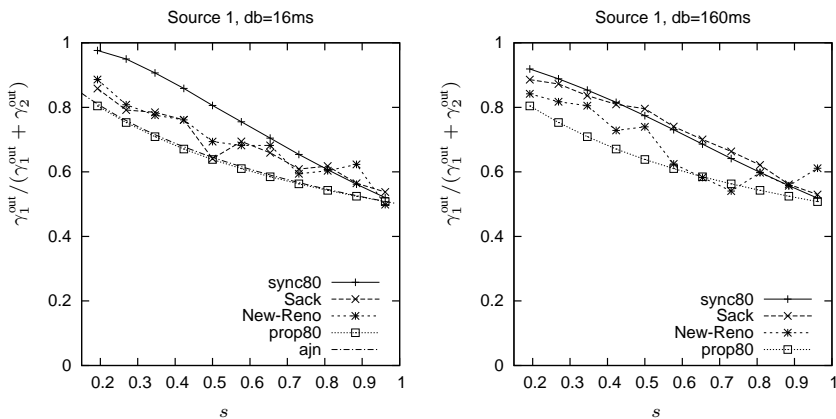 Source 1, db=16ms
1
0.8
0.6
0.4
0.2
0
γ₁ᵒᵘᵗ/(γ₁ᵒᵘᵗ + γ₂ᵒᵘᵗ)
sync80
Sack
New-Reno
prop80
ajn
0.2 0.3 0.4 0.5 0.6 0.7 0.8 0.9 1
s
Source 1, db=160ms
1
0.8
0.6
0.4
0.2
0
γ₁ᵒᵘᵗ/(γ₁ᵒᵘᵗ + γ₂ᵒᵘᵗ)
sync80
Sack
New-Reno
prop80
0.2 0.3 0.4 0.5 0.6 0.7 0.8 0.9 1
s